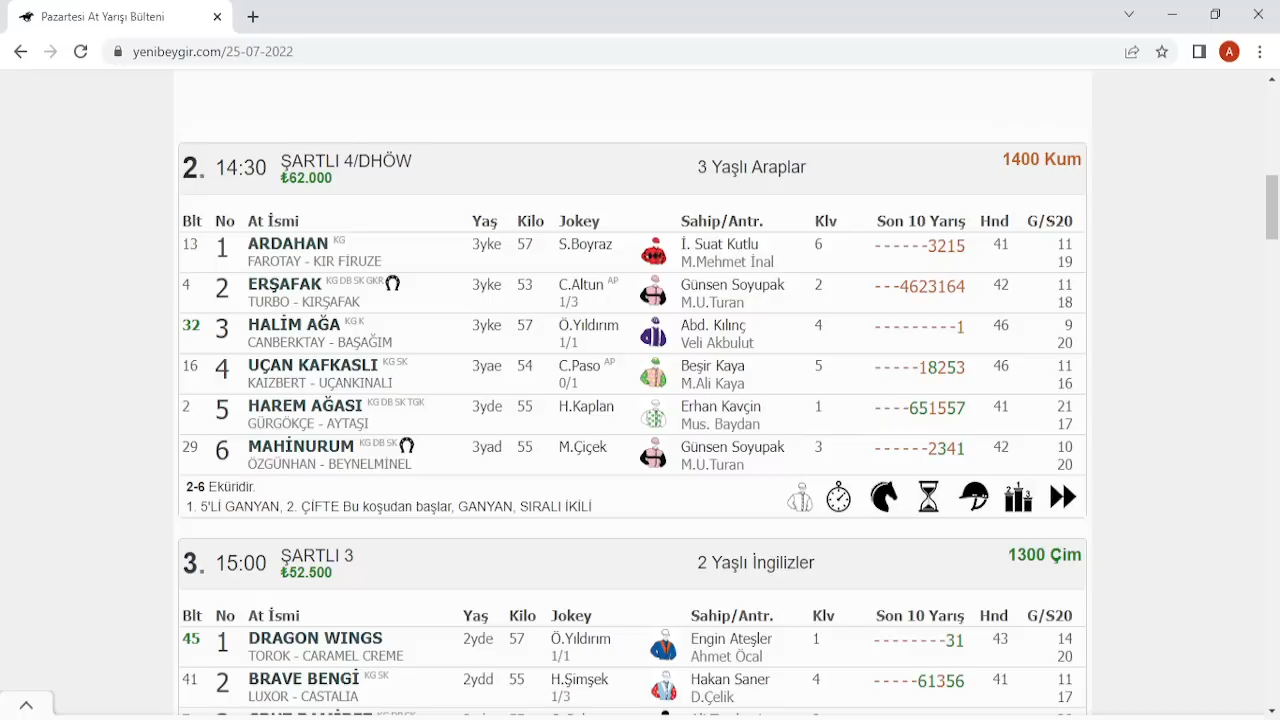 Pazartesi At Yarışı Bülteni
yenibeygir.com/25-07-2022
A
2. 14:30 ŞARTLI 4/DHÖW 3 Yaşlı Araplar 1400 Kum
₺62.000
Blt No At İsmi Yaş Kilo Jokey Sahip/Antr. Klv Son 10 Yarış Hnd G/S20
13 1 ARDAHAN KG 3yke 57 S.Boyraz İ. Suat Kutlu 6 ------3215 41 11
FAROTAY - KIR FİRUZE M.Mehmet İnal 19
4 2 ERŞAFAK KG DB SK GKR 3yke 53 C.Altun AP Günsen Soyupak 2 ---4623164 42 11
TURBO - KIRŞAFAK 1/3 M.U.Turan 18
32 3 HALİM AĞA KG K 3yke 57 Ö.Yıldırım Abd. Kılınç 4 ---------1 46 9
CANBERKTAY - BAŞAĞIM 1/1 Veli Akbulut 20
16 4 UÇAN KAFKASLI KG SK 3yae 54 C.Paso AP Beşir Kaya 5 -----18253 46 11
KAIZBERT - UÇANKINALI 0/1 M.Ali Kaya 16
2 5 HAREM AĞASI KG DB SK TGK 3yde 55 H.Kaplan Erhan Kavçin 1 ----651557 41 21
GÜRGÖKÇE - AYTAŞI Mus. Baydan 17
29 6 MAHİNURUM KG DB SK 3yad 55 M.Çiçek Günsen Soyupak 3 ------2341 42 10
ÖZGÜNHAN - BEYNELMİNEL M.U.Turan 20
2-6 Eküridir.
1. 5'Lİ GANYAN, 2. ÇİFTE Bu koşudan başlar, GANYAN, SIRALI İKİLİ
3. 15:00 ŞARTLI 3 2 Yaşlı İngilizler 1300 Çim
₺52.500
Blt No At İsmi Yaş Kilo Jokey Sahip/Antr. Klv Son 10 Yarış Hnd G/S20
45 1 DRAGON WINGS 2yde 57 Ö.Yıldırım Engin Ateşler 1 --------31 43 14
TOROK - CARAMEL CREME 1/1 Ahmet Öcal 20
41 2 BRAVE BENGİ KG SK 2ydd 55 H.Şimşek Hakan Saner 4 -----61356 41 11
LUXOR - CASTALIA 1/3 D.Çelik 17